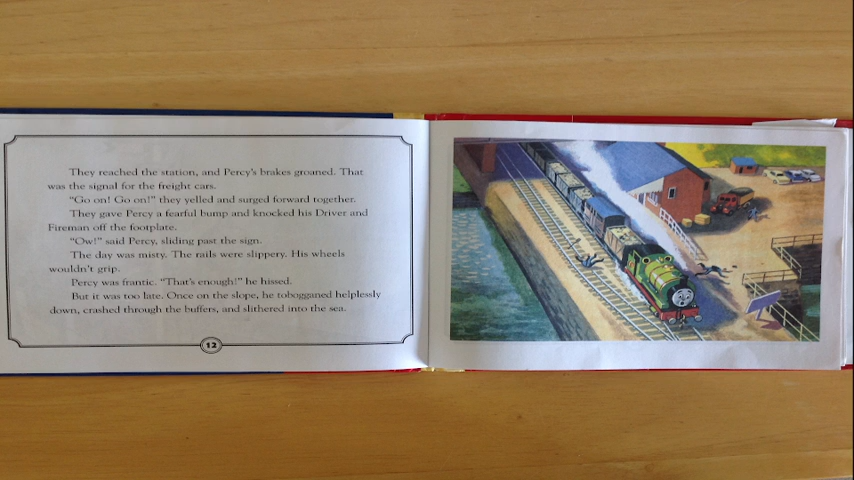 They reached the station, and Percy's brakes groaned. That
was the signal for the freight cars.
"Go on! Go on!" they yelled and surged forward together.
They gave Percy a fearful bump and knocked his Driver and
Fireman off the footplate.
"Ow!" said Percy, sliding past the sign.
The day was misty. The rails were slippery. His wheels
wouldn't grip.
Percy was frantic. "That's enough!" he hissed.
But it was too late. Once on the slope, he tobogganed helplessly
down, crashed through the buffers, and slithered into the sea.
12